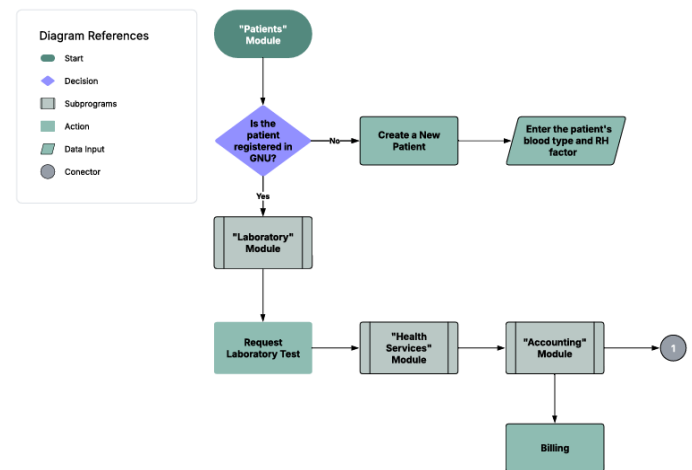 Diagram References
Start
Decision
Subprograms
Action
Data Input
Conector
"Patients"
Module
Is the
patient
registered in
GNU?
No
Create a New
Patient
Enter the patient's
blood type and RH
factor
Yes
"Laboratory"
Module
Request
Laboratory Test
"Health
Services"
Module
"Accounting"
Module
1
Billing